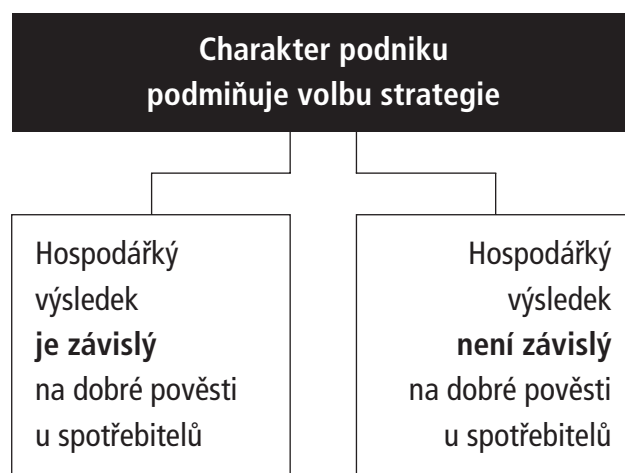 Charakter podniku
podmiňuje volbu strategie
Hospodářký
výsledek
je závislý
na dobré pověsti
u spotřebitelů
Hospodářký
výsledek
není závislý
na dobré pověsti
u spotřebitelů